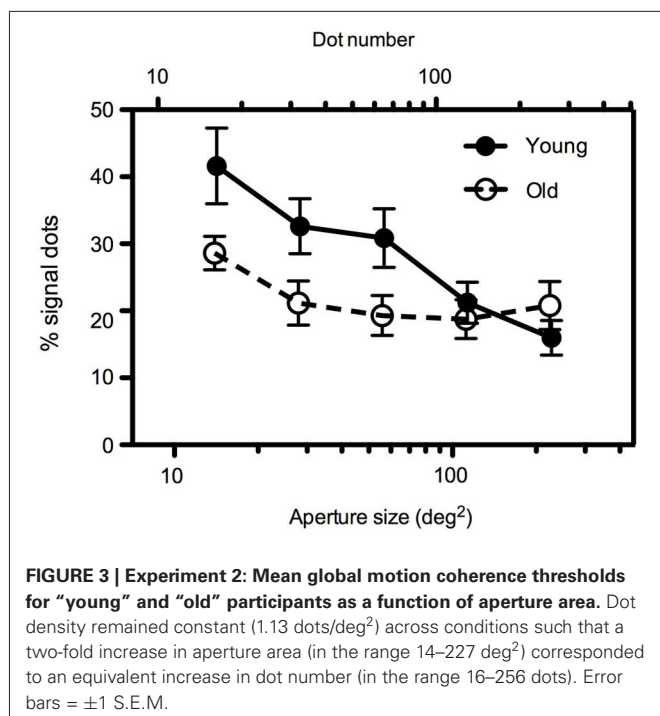 Dot number
10 100
50
40
30
20
10
0
% signal dots
Young
Old
10 100
Aperture size (deg²)
FIGURE 3 | Experiment 2: Mean global motion coherence thresholds
for “young” and “old” participants as a function of aperture area. Dot
density remained constant (1.13 dots/deg²) across conditions such that a
two-fold increase in aperture area (in the range 14–227 deg²) corresponded
to an equivalent increase in dot number (in the range 16–256 dots). Error
bars = ±1 S.E.M.